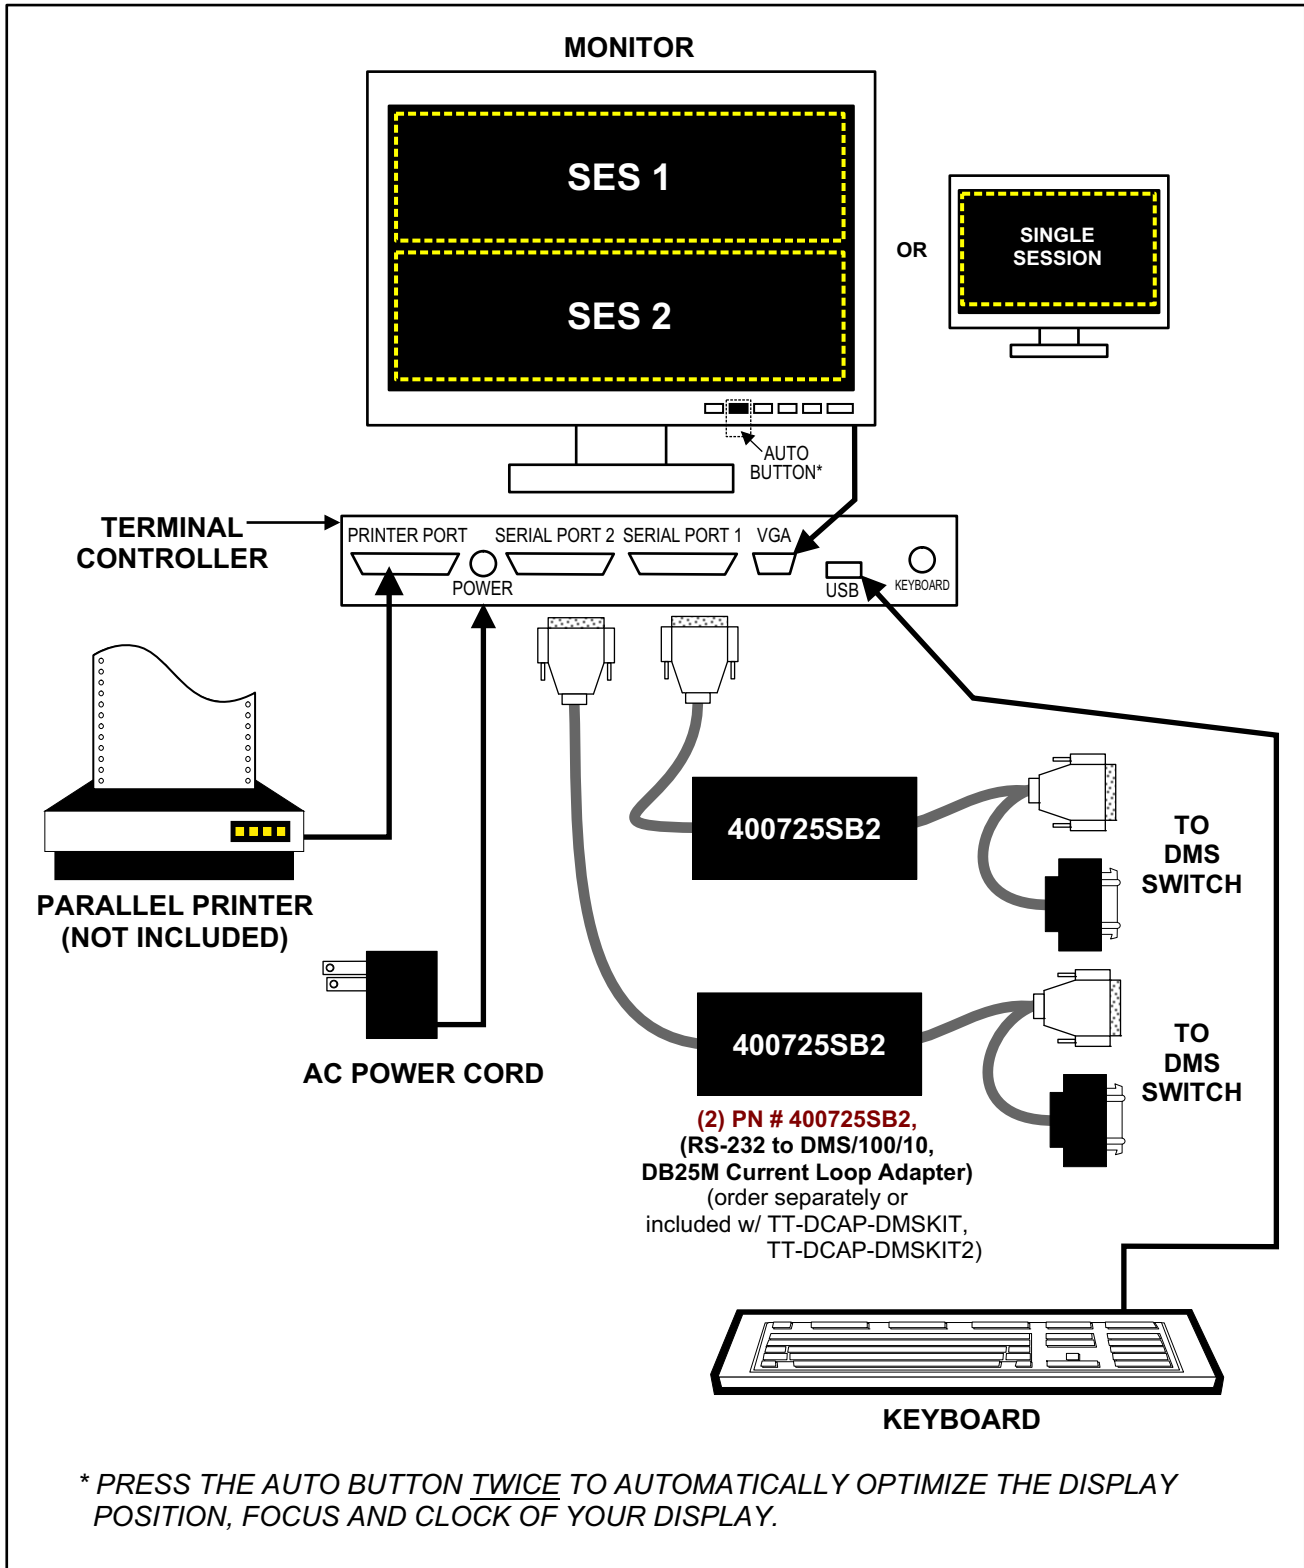 MONITOR
SES 1
SES 2
OR
SINGLE
SESSION
AUTO
BUTTON*
TERMINAL
CONTROLLER
PRINTER PORT
POWER
SERIAL PORT 2
SERIAL PORT 1
VGA
USB
KEYBOARD
PARALLEL PRINTER
(NOT INCLUDED)
AC POWER CORD
400725SB2
TO
DMS
SWITCH
400725SB2
TO
DMS
SWITCH
(2) PN # 400725SB2,
(RS-232 to DMS/100/10,
DB25M Current Loop Adapter)
(order separately or
included w/ TT-DCAP-DMSKIT,
TT-DCAP-DMSKIT2)
KEYBOARD
* PRESS THE AUTO BUTTON TWICE TO AUTOMATICALLY OPTIMIZE THE DISPLAY
POSITION, FOCUS AND CLOCK OF YOUR DISPLAY.